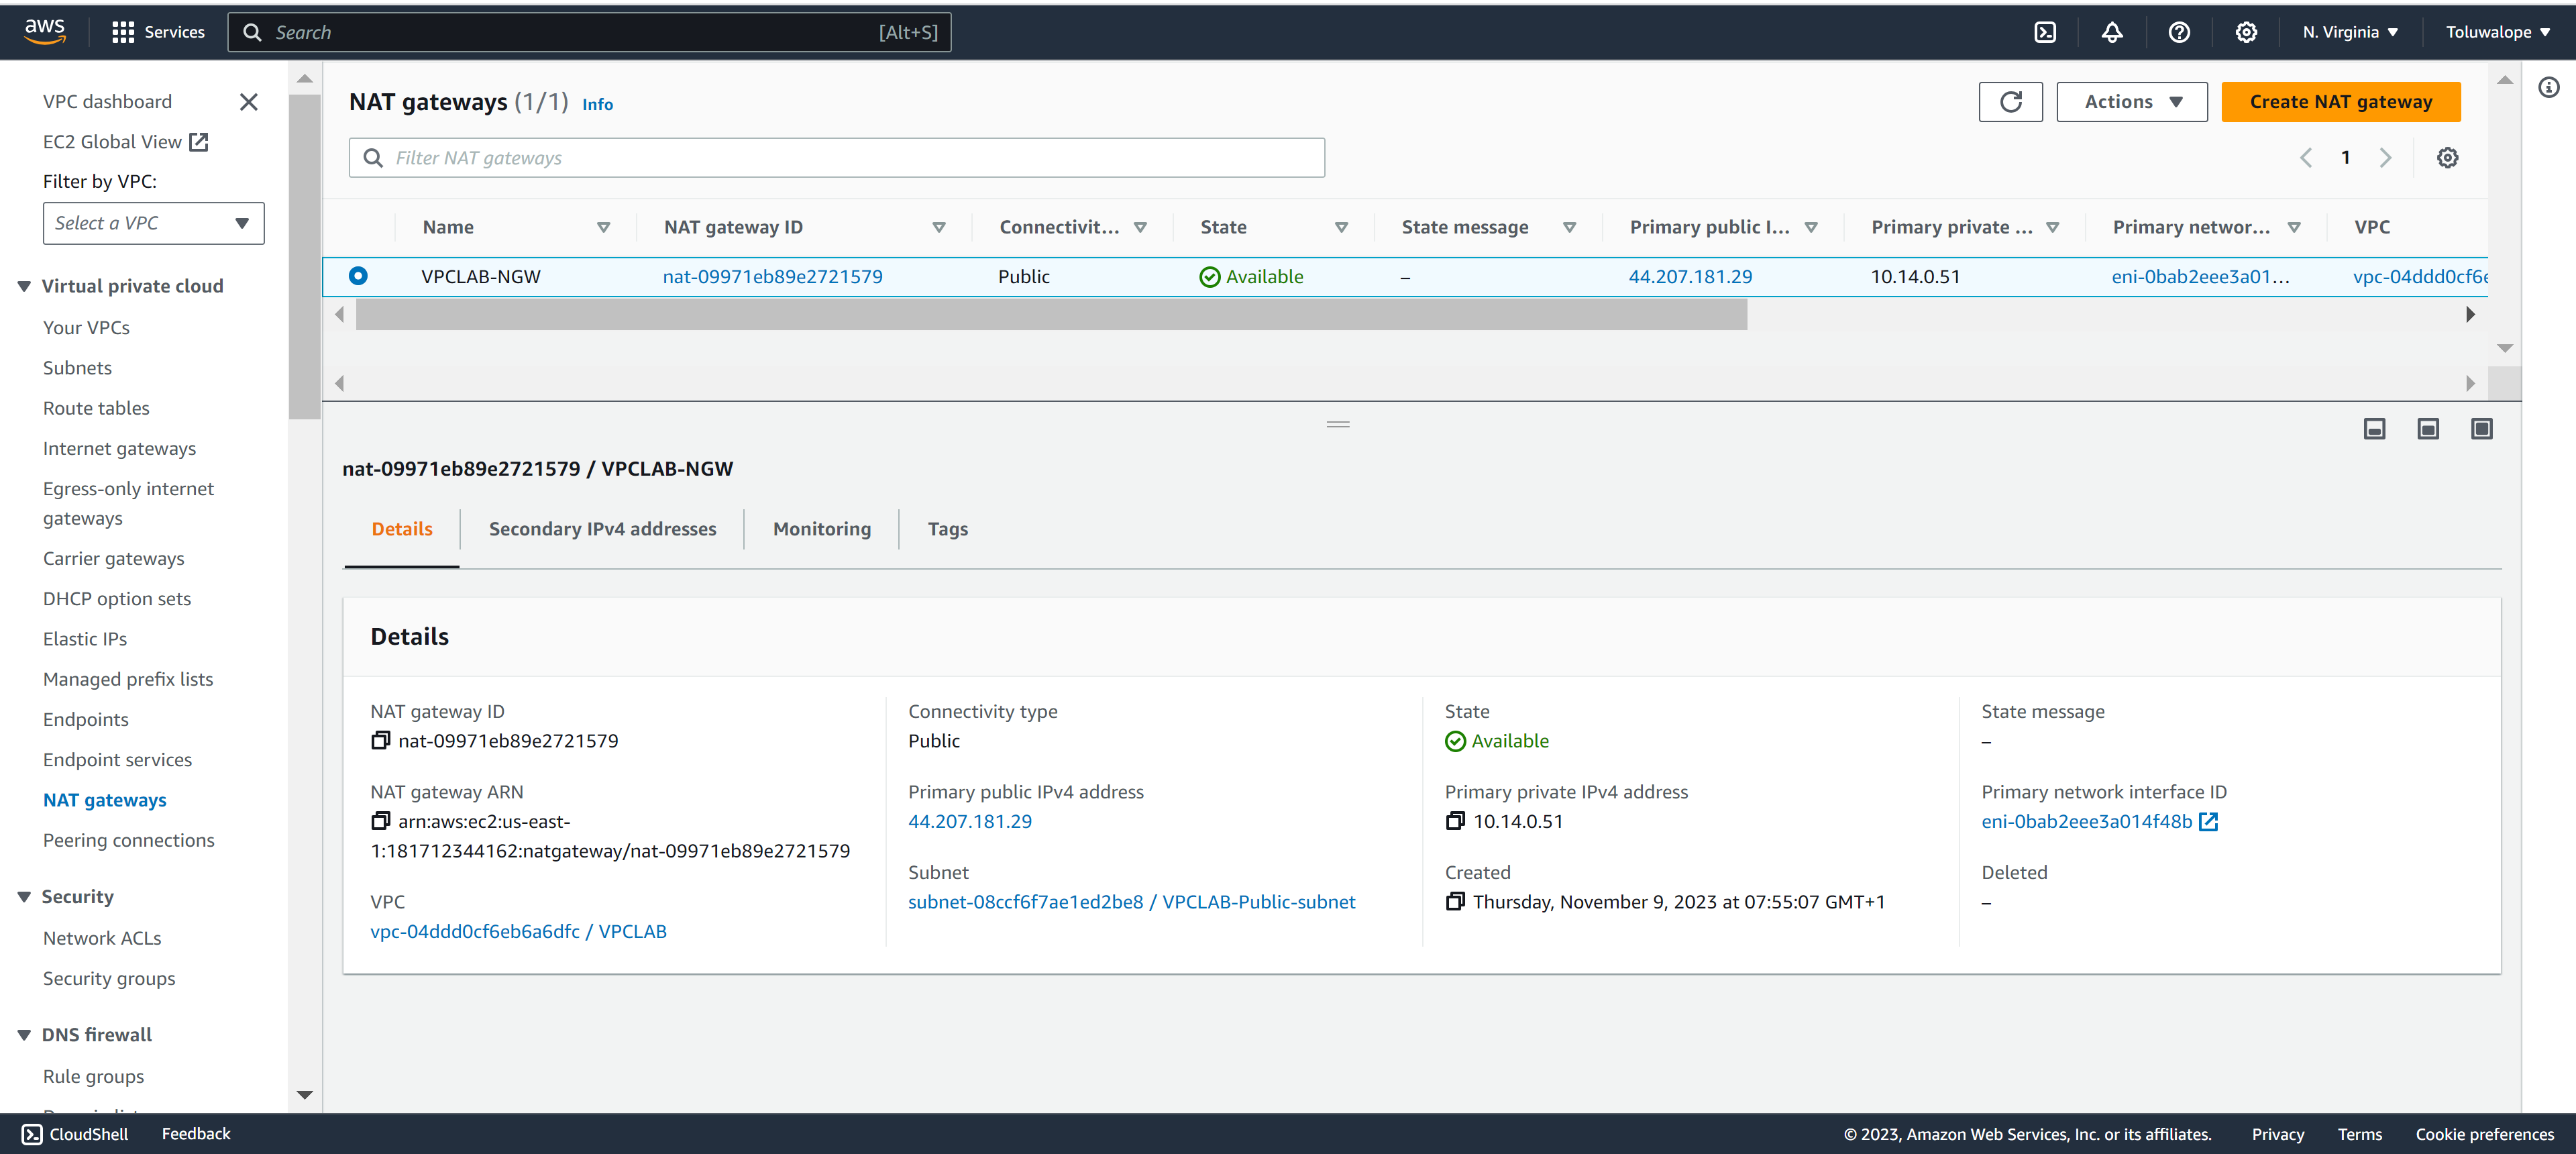 aws
Services
Search
[Alt+S]
N. Virginia
Toluwalope
VPC dashboard
EC2 Global View
Filter by VPC:
Select a VPC
Virtual private cloud
Your VPCs
Subnets
Route tables
Internet gateways
Egress-only internet
gateways
Carrier gateways
DHCP option sets
Elastic IPs
Managed prefix lists
Endpoints
Endpoint services
NAT gateways
Peering connections
Security
Network ACLs
Security groups
DNS firewall
Rule groups
NAT gateways (1/1) Info
Actions
Create NAT gateway
Filter NAT gateways
1
Name NAT gateway ID Connectivit... State State message Primary public I... Primary private ... Primary networ... VPC
VPCLAB-NGW nat-09971eb89e2721579 Public Available – 44.207.181.29 10.14.0.51 eni-0bab2eee3a01... vpc-04ddd0cf6e
nat-09971eb89e2721579 / VPCLAB-NGW
Details Secondary IPv4 addresses Monitoring Tags
Details
NAT gateway ID
nat-09971eb89e2721579
NAT gateway ARN
arn:aws:ec2:us-east-
1:181712344162:natgateway/nat-09971eb89e2721579
VPC
vpc-04ddd0cf6eb6a6dfc / VPCLAB
Connectivity type
Public
Primary public IPv4 address
44.207.181.29
Subnet
subnet-08ccf6f7ae1ed2be8 / VPCLAB-Public-subnet
State
Available
Primary private IPv4 address
10.14.0.51
Created
Thursday, November 9, 2023 at 07:55:07 GMT+1
State message
–
Primary network interface ID
eni-0bab2eee3a014f48b
Deleted
–
CloudShell
Feedback
© 2023, Amazon Web Services, Inc. or its affiliates.
Privacy
Terms
Cookie preferences